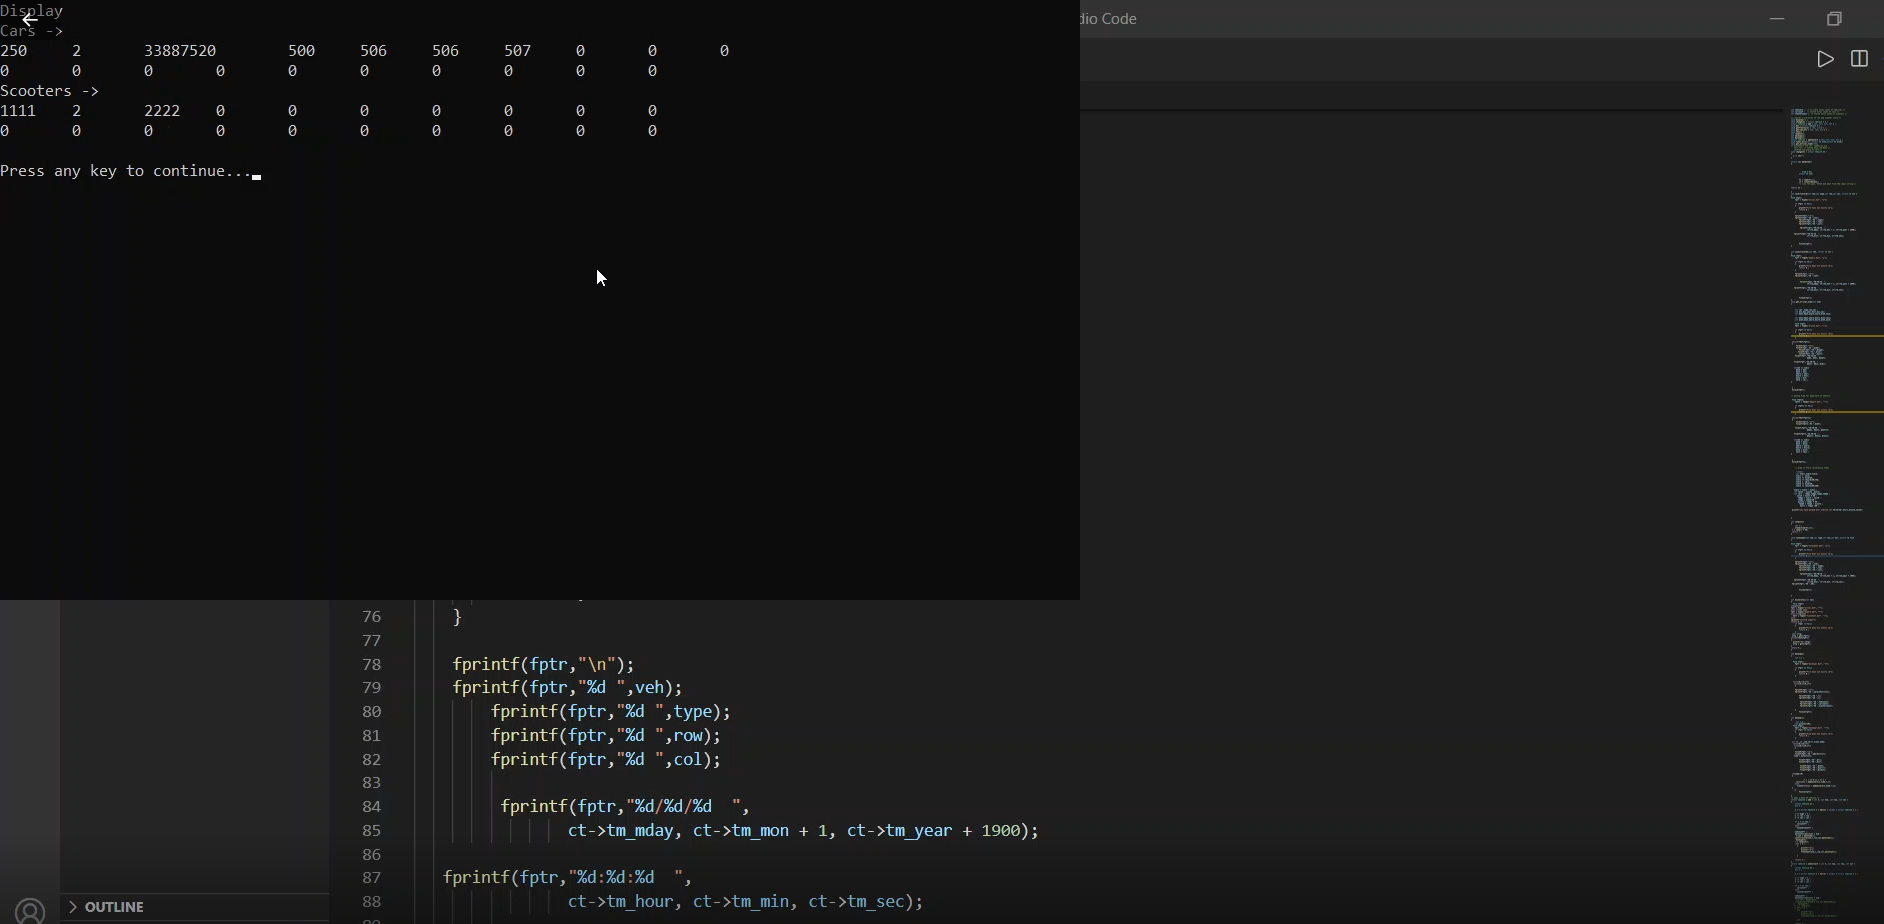 Display
Cars ->
250 2 33887520 500 506 506 507 0 0 0
0 0 0 0 0 0 0 0 0 0
Scooters ->
1111 2 2222 0 0 0 0 0 0 0
0 0 0 0 0 0 0 0 0 0
Press any key to continue...
dio Code
76 }
77
78 fprintf(fptr,"\n");
79 fprintf(fptr,"%d ",veh);
80 fprintf(fptr,"%d ",type);
81 fprintf(fptr,"%d ",row);
82 fprintf(fptr,"%d ",col);
83
84 fprintf(fptr,"%d/%d/%d  ",
85 ct->tm_mday, ct->tm_mon + 1, ct->tm_year + 1900);
86
87 fprintf(fptr,"%d:%d:%d  ",
88 ct->tm_hour, ct->tm_min, ct->tm_sec);
OUTLINE